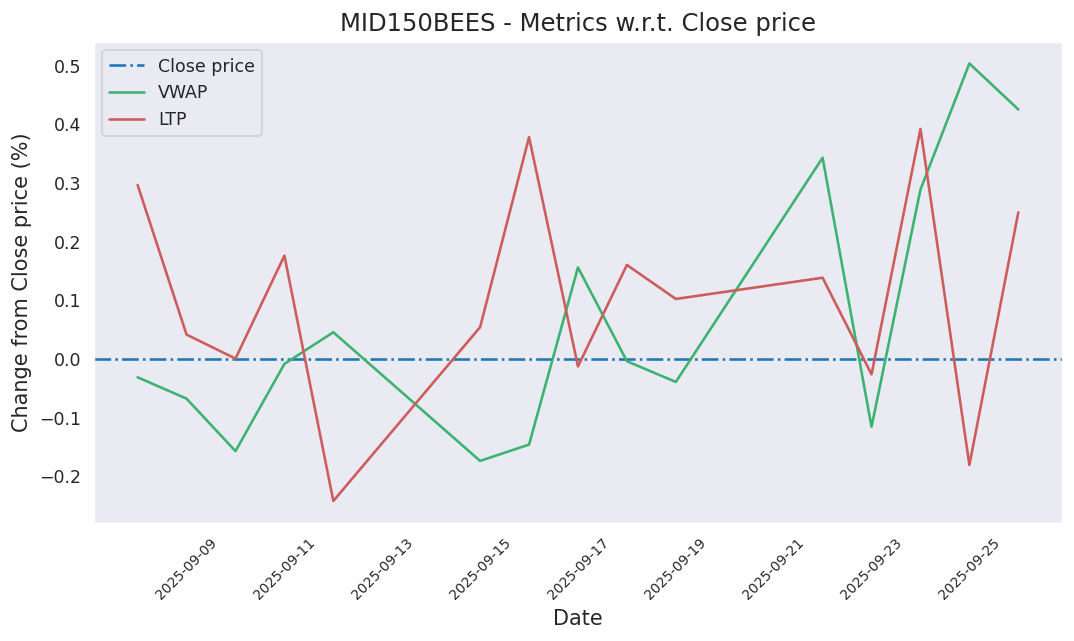 MID150BEES - Metrics w.r.t. Close price
Close price
VWAP
LTP
Change from Close price (%)
0.5
0.4
0.3
0.2
0.1
0.0
−0.1
−0.2
2025-09-09
2025-09-11
2025-09-13
2025-09-15
2025-09-17
2025-09-19
2025-09-21
2025-09-23
2025-09-25
Date